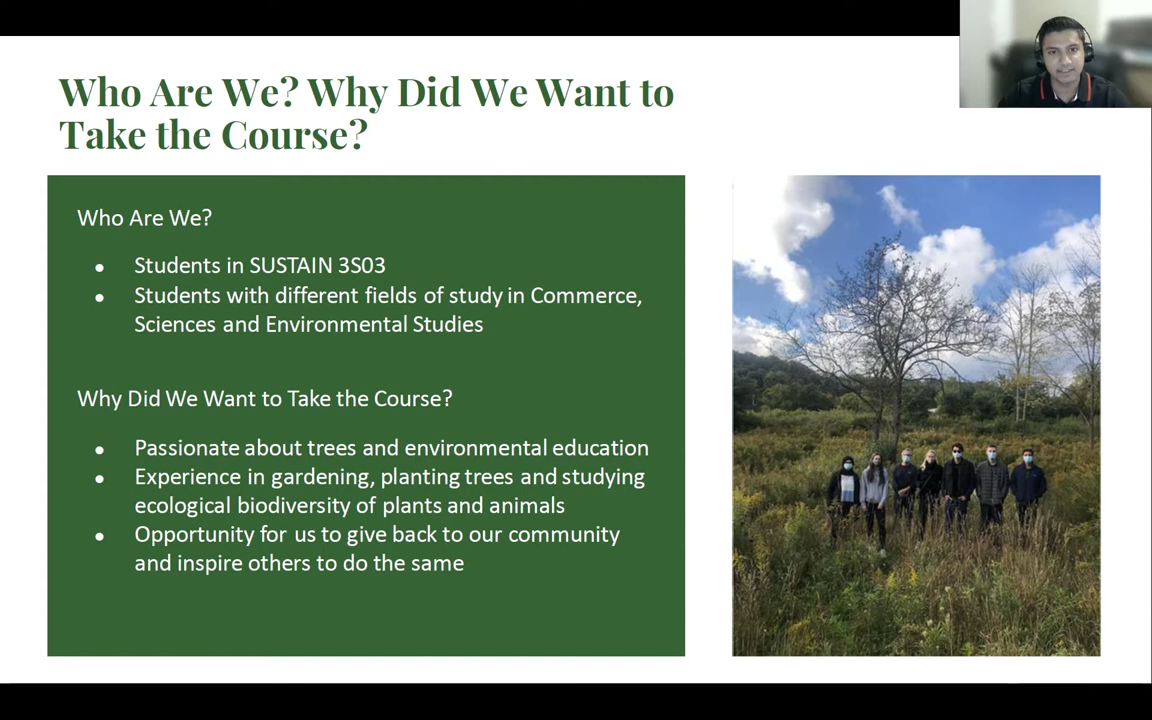 Who Are We? Why Did We Want to
Take the Course?
Who Are We?
● Students in SUSTAIN 3S03
● Students with different fields of study in Commerce,
Sciences and Environmental Studies
Why Did We Want to Take the Course?
● Passionate about trees and environmental education
● Experience in gardening, planting trees and studying
ecological biodiversity of plants and animals
● Opportunity for us to give back to our community
and inspire others to do the same